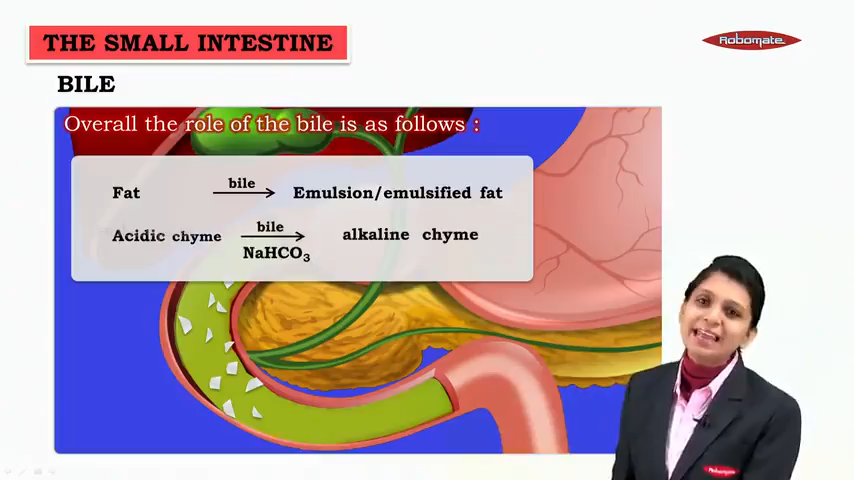 THE SMALL INTESTINE
Robomate
BILE
Overall the role of the bile is as follows :
Fat bile Emulsion/emulsified fat
Acidic chyme bile NaHCO₃ alkaline chyme
Robomate